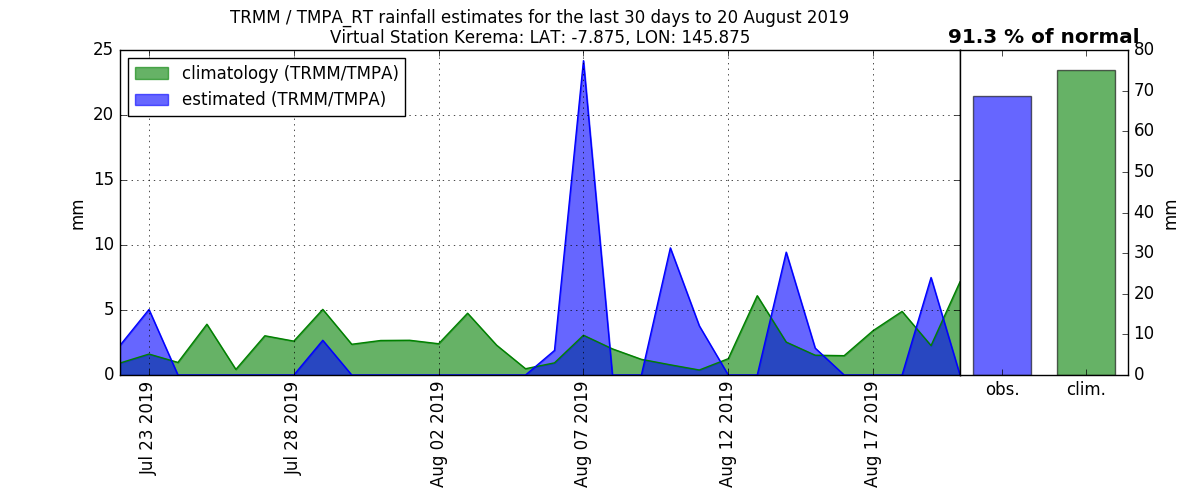 TRMM / TMPA_RT rainfall estimates for the last 30 days to 20 August 2019
Virtual Station Kerema: LAT: -7.875, LON: 145.875
91.3 % of normal
climatology (TRMM/TMPA)
estimated (TRMM/TMPA)
mm
25
20
15
10
5
0
Jul 23 2019
Jul 28 2019
Aug 02 2019
Aug 07 2019
Aug 12 2019
Aug 17 2019
80
70
60
50
40
30
20
10
0
mm
obs.
clim.